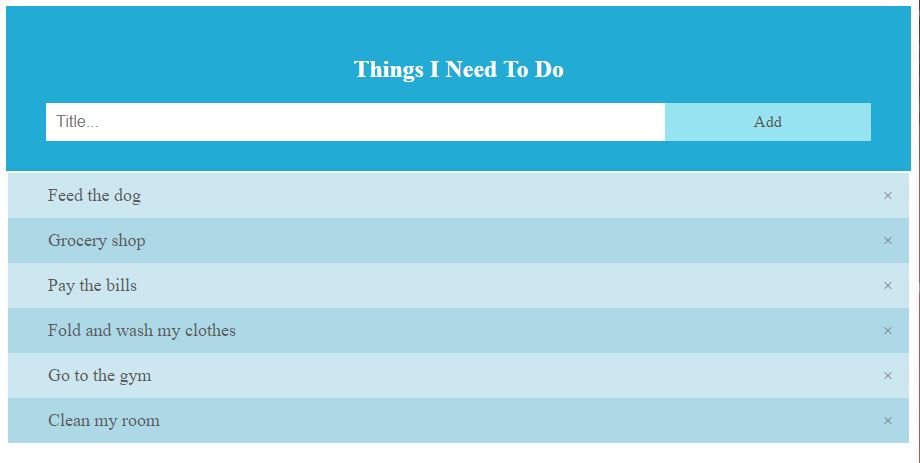 Things I Need To Do
Title...
Add
Feed the dog ×
Grocery shop ×
Pay the bills ×
Fold and wash my clothes ×
Go to the gym ×
Clean my room ×